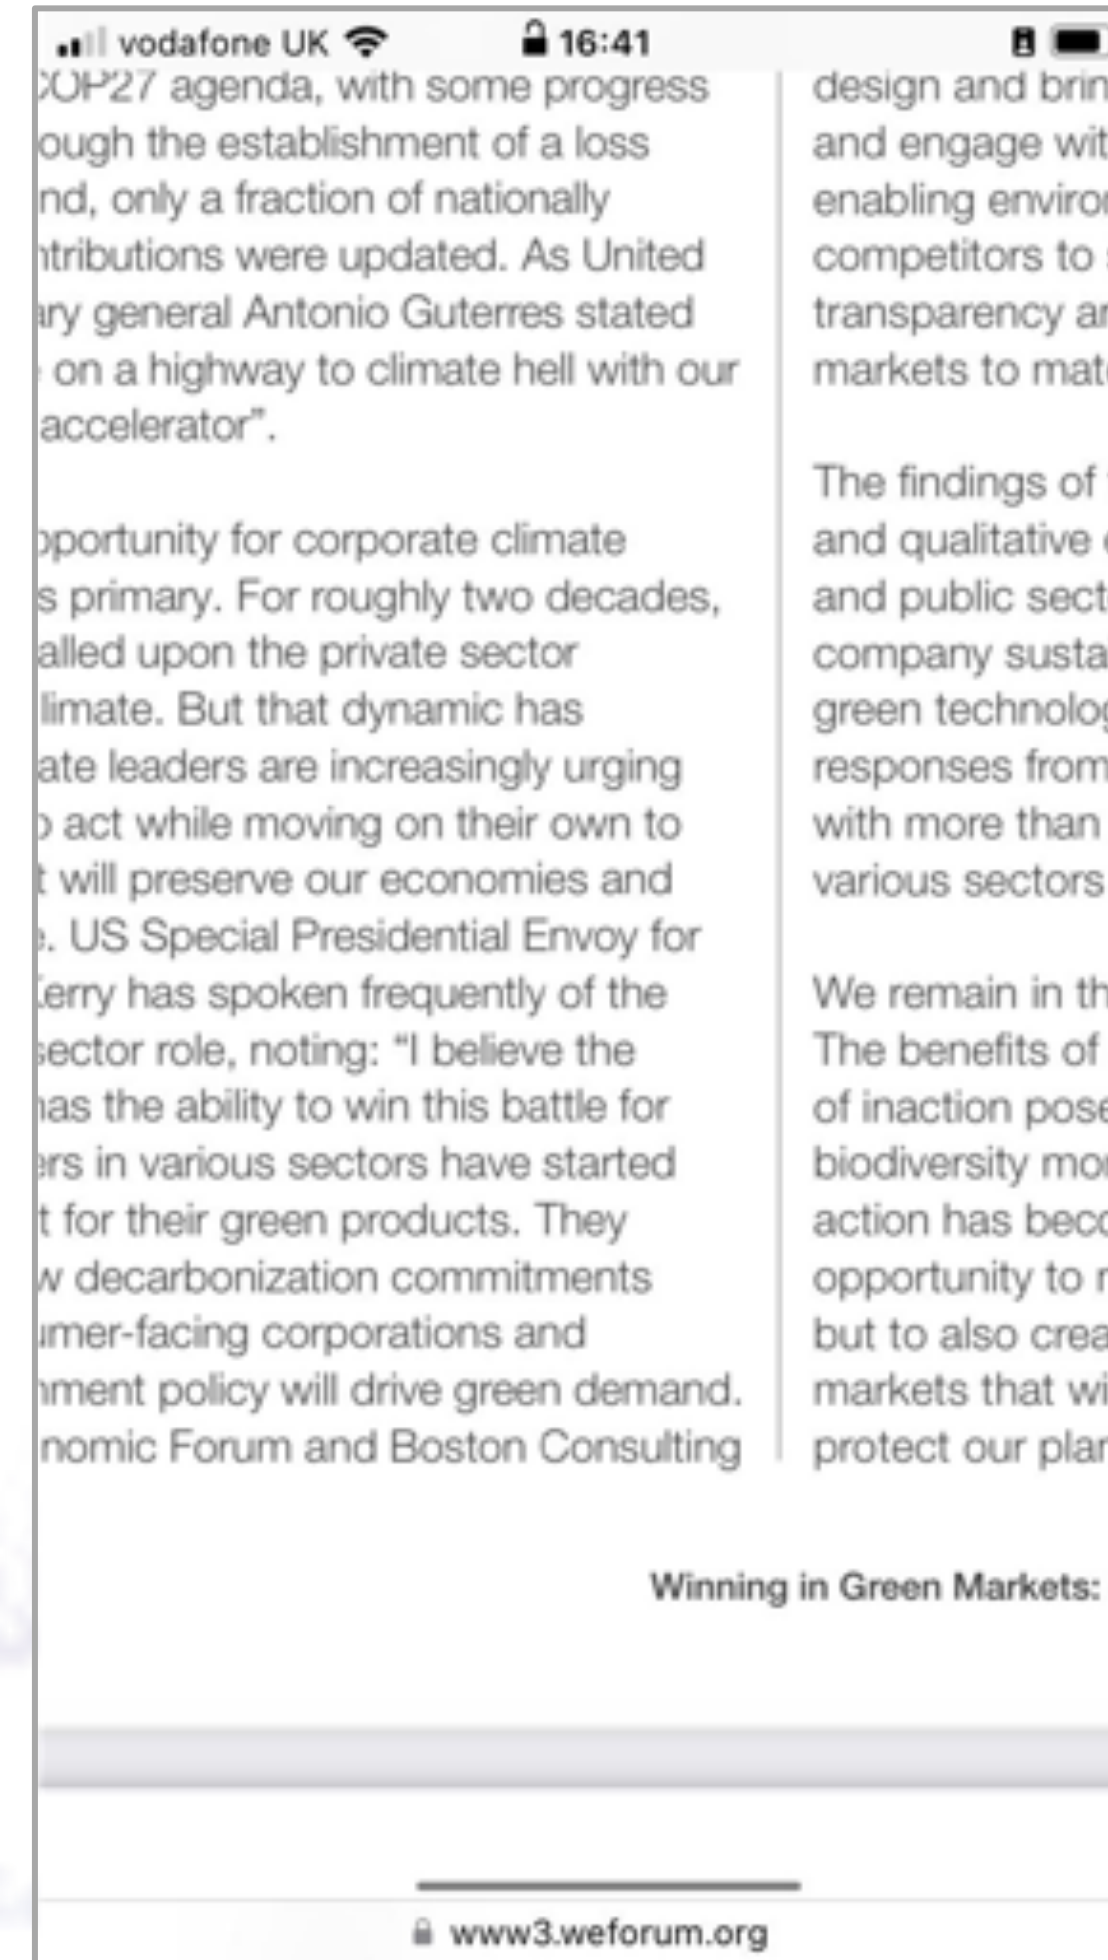 vodafone UK 16:41
COP27 agenda, with some progress
ough the establishment of a loss
nd, only a fraction of nationally
ntributions were updated. As United
ary general Antonio Guterres stated
on a highway to climate hell with our
accelerator”.
pportunity for corporate climate
s primary. For roughly two decades,
alled upon the private sector
limate. But that dynamic has
ate leaders are increasingly urging
o act while moving on their own to
t will preserve our economies and
e. US Special Presidential Envoy for
Kerry has spoken frequently of the
sector role, noting: “I believe the
has the ability to win this battle for
ers in various sectors have started
t for their green products. They
w decarbonization commitments
umer-facing corporations and
nment policy will drive green demand.
nomic Forum and Boston Consulting
design and brin
and engage wit
enabling enviro
competitors to
transparency ar
markets to mat
The findings of
and qualitative
and public sect
company susta
green technolog
responses from
with more than
various sectors
We remain in th
The benefits of
of inaction pose
biodiversity mo
action has beco
opportunity to
but to also crea
markets that wi
protect our plan
Winning in Green Markets:
www3.weforum.org